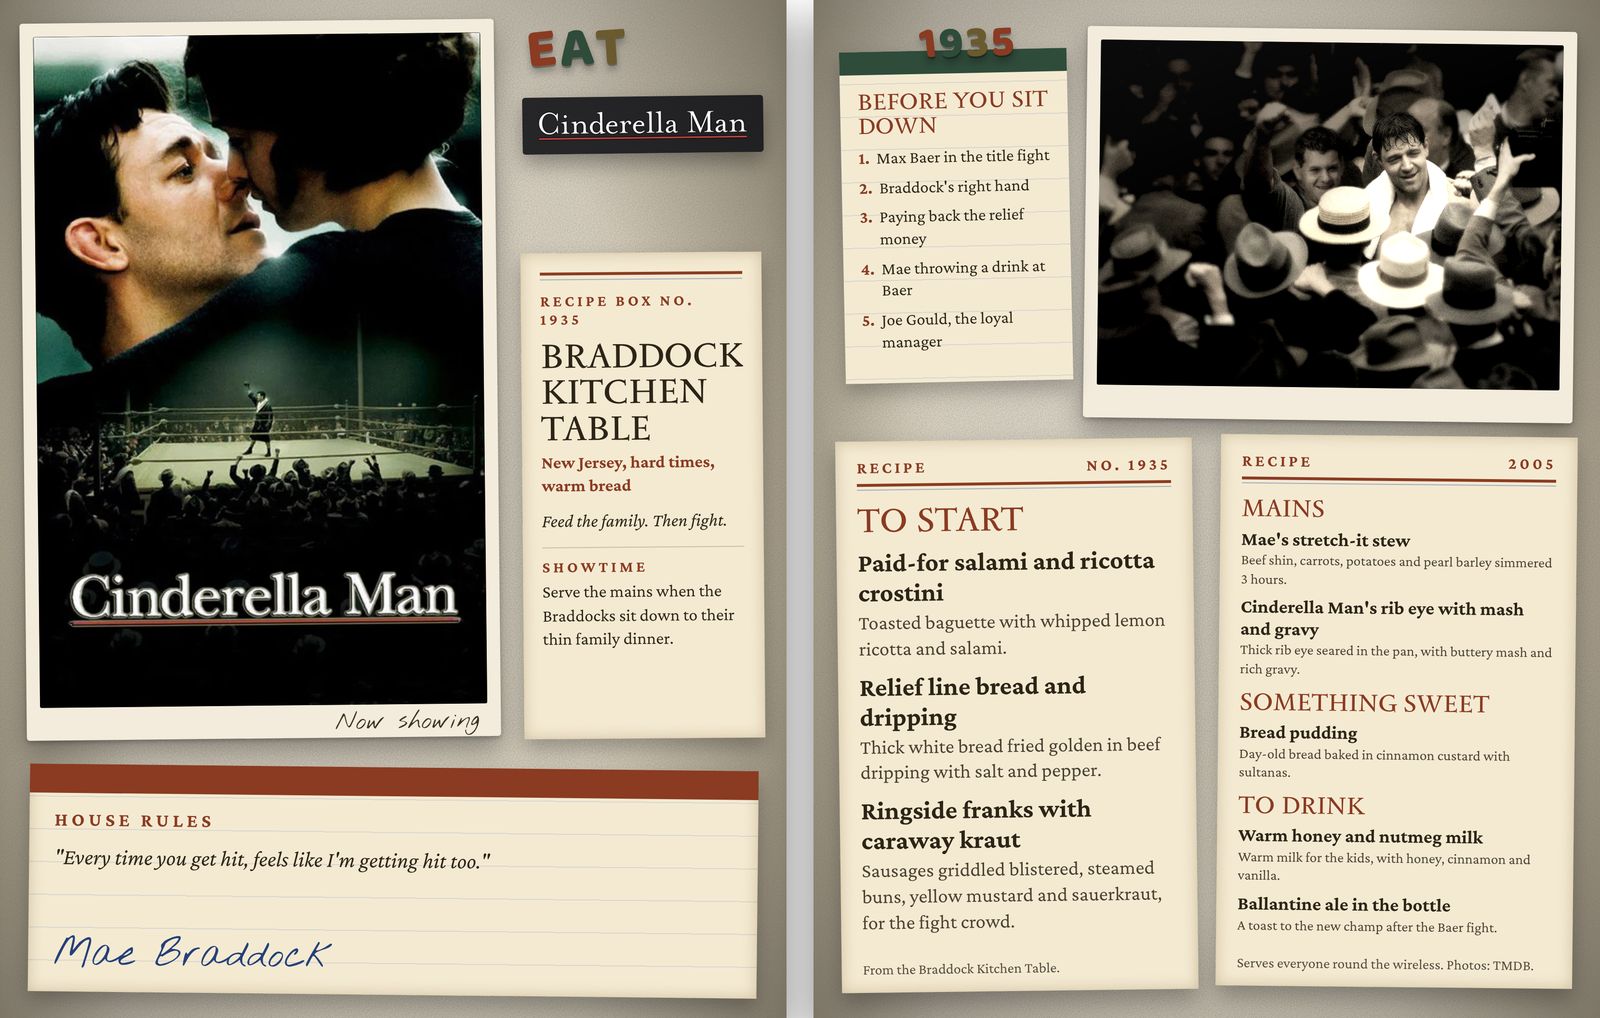 EAT
Cinderella Man
Cinderella Man
Now showing
RECIPE BOX NO.
1935
BRADDOCK
KITCHEN
TABLE
New Jersey, hard times,
warm bread
Feed the family. Then fight.
SHOWTIME
Serve the mains when the
Braddocks sit down to their
thin family dinner.
HOUSE RULES
"Every time you get hit, feels like I'm getting hit too."
Mae Braddock
1935
BEFORE YOU SIT
DOWN
1. Max Baer in the title fight
2. Braddock's right hand
3. Paying back the relief
money
4. Mae throwing a drink at
Baer
5. Joe Gould, the loyal
manager
RECIPE NO. 1935
TO START
Paid-for salami and ricotta
crostini
Toasted baguette with whipped lemon
ricotta and salami.
Relief line bread and
dripping
Thick white bread fried golden in beef
dripping with salt and pepper.
Ringside franks with
caraway kraut
Sausages griddled blistered, steamed
buns, yellow mustard and sauerkraut,
for the fight crowd.
From the Braddock Kitchen Table.
RECIPE 2005
MAINS
Mae's stretch-it stew
Beef shin, carrots, potatoes and pearl barley simmered
3 hours.
Cinderella Man's rib eye with mash
and gravy
Thick rib eye seared in the pan, with buttery mash and
rich gravy.
SOMETHING SWEET
Bread pudding
Day-old bread baked in cinnamon custard with
sultanas.
TO DRINK
Warm honey and nutmeg milk
Warm milk for the kids, with honey, cinnamon and
vanilla.
Ballantine ale in the bottle
A toast to the new champ after the Baer fight.
Serves everyone round the wireless. Photos: TMDB.